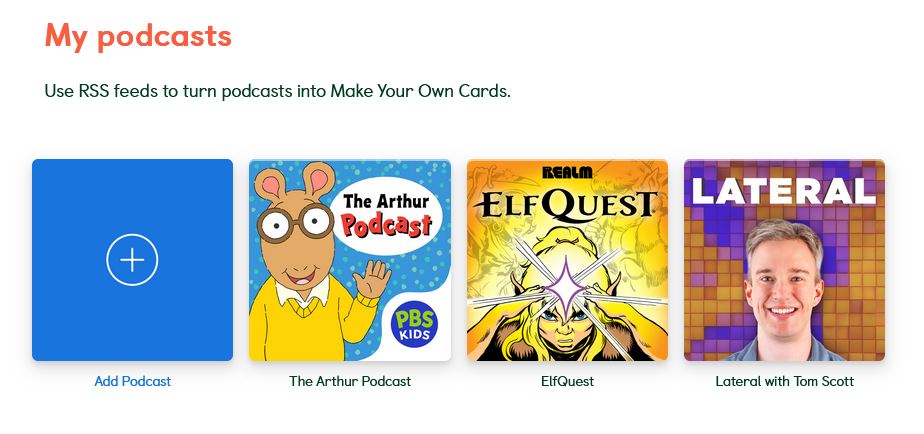 My podcasts
Use RSS feeds to turn podcasts into Make Your Own Cards.
The Arthur
Podcast
PBS
KIDS
REALM
ELFQUEST
LATERAL
Add Podcast
The Arthur Podcast
ElfQuest
Lateral with Tom Scott